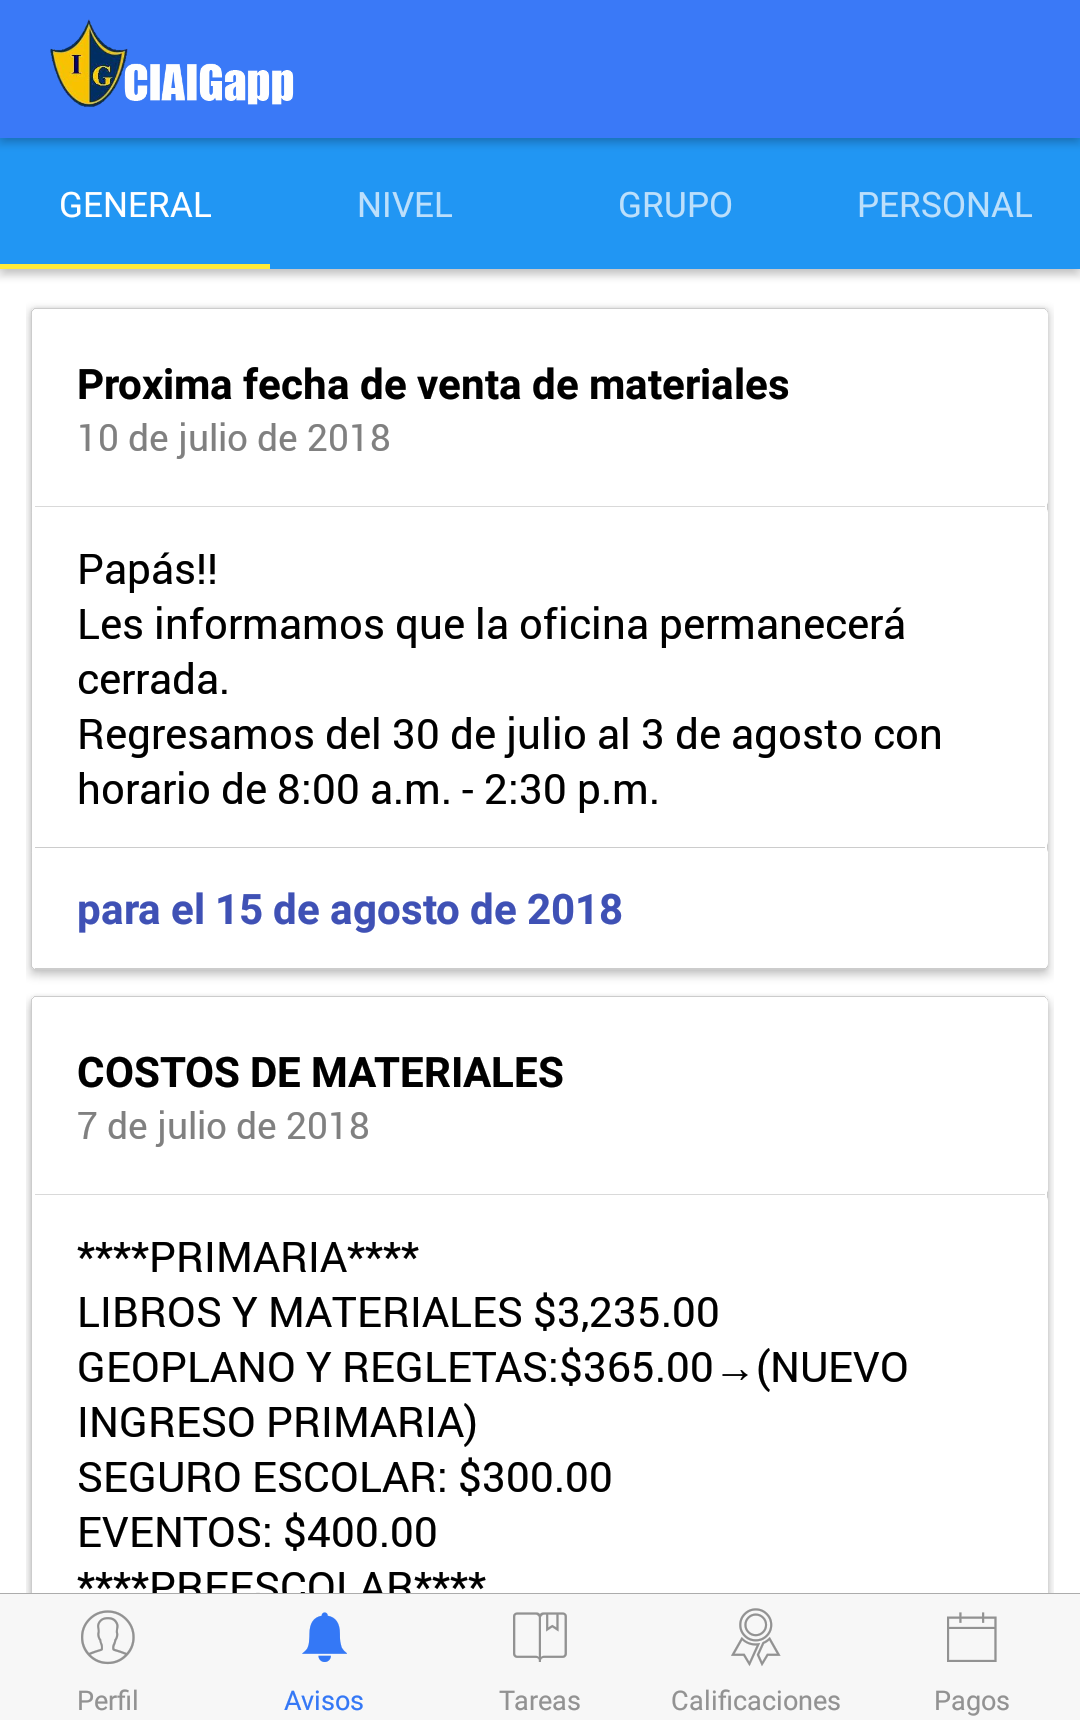 IG CIAIGapp
GENERAL NIVEL GRUPO PERSONAL
Proxima fecha de venta de materiales
10 de julio de 2018
Papás!!
Les informamos que la oficina permanecerá
cerrada.
Regresamos del 30 de julio al 3 de agosto con
horario de 8:00 a.m. - 2:30 p.m.
para el 15 de agosto de 2018
COSTOS DE MATERIALES
7 de julio de 2018
****PRIMARIA****
LIBROS Y MATERIALES $3,235.00
GEOPLANO Y REGLETAS:$365.00→(NUEVO
INGRESO PRIMARIA)
SEGURO ESCOLAR: $300.00
EVENTOS: $400.00
****PREESCOLAR****
Perfil Avisos Tareas Calificaciones Pagos